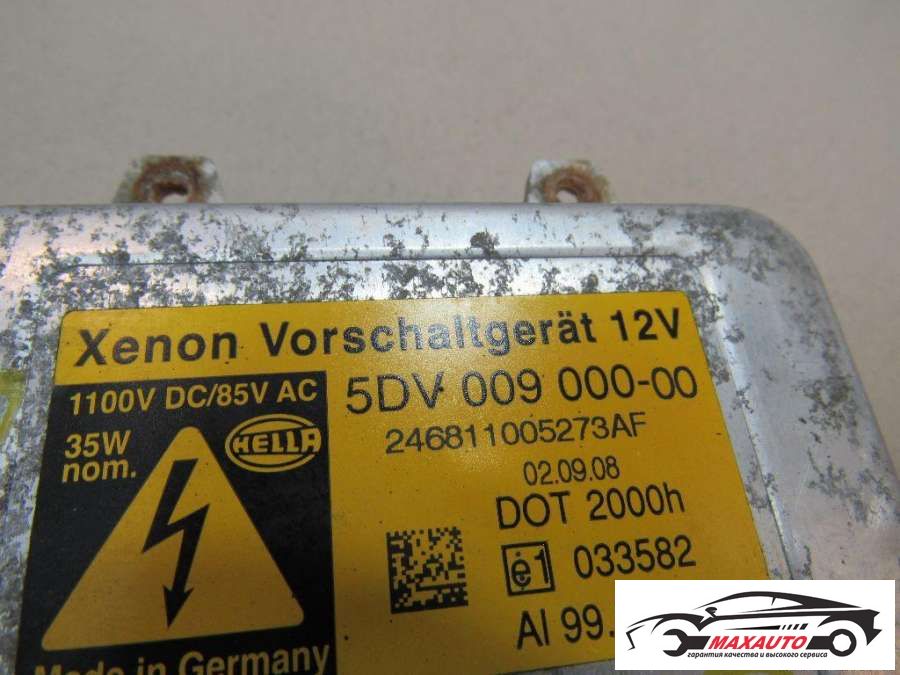 Xenon Vorschaltgerät 12V
1100V DC/85V AC
35W
nom.
HELLA
5DV 009 000-00
246811005273AF
02.09.08
DOT 2000h
e1 033582
Al 99.
Made in Germany
MAXAUTO
гарантия качества и высокого сервиса